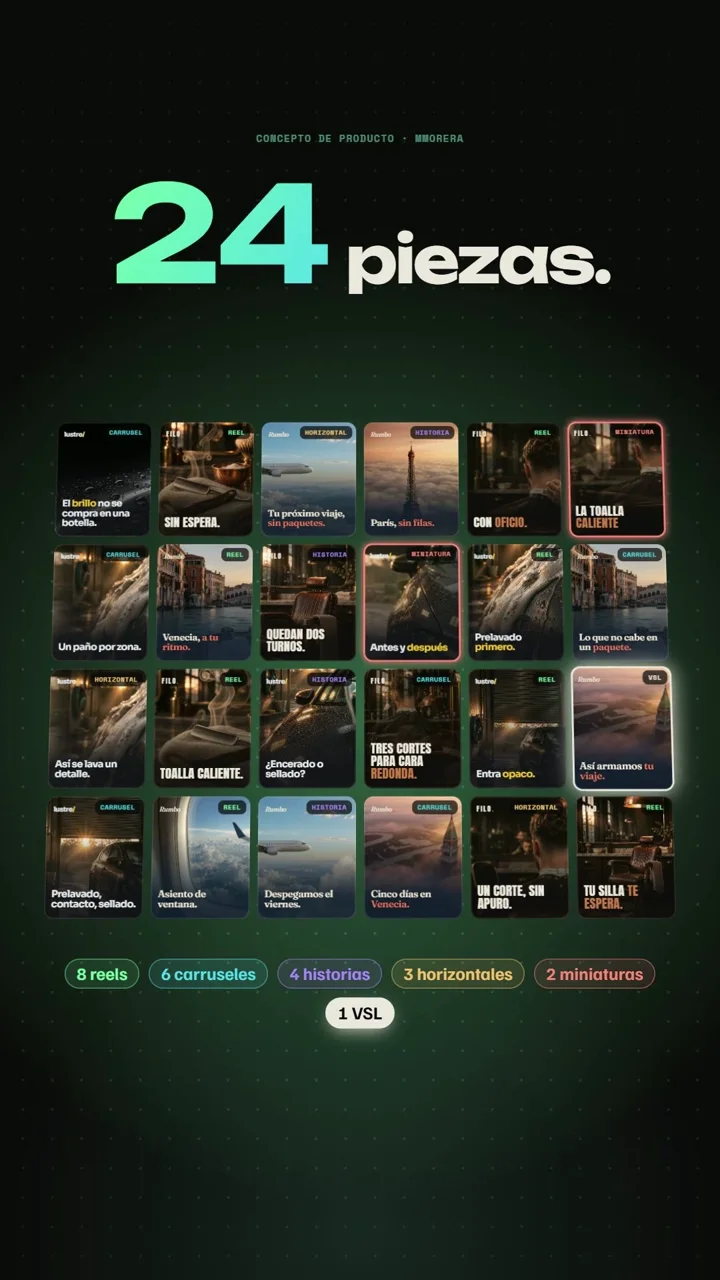 CONCEPTO DE PRODUCTO · MMORERA
24 piezas.
lustre/ CARRUSEL
El brillo no se
compra en una
botella.
FILO. REEL
SIN ESPERA.
Rumbo HORIZONTAL
Tu próximo viaje,
sin paquetes.
Rumbo HISTORIA
París, sin filas.
FILO. REEL
CON OFICIO.
FILO. MINIATURA
LA TOALLA
CALIENTE
lustre/ CARRUSEL
Un paño por zona.
Rumbo REEL
Venecia, a tu
ritmo.
FILO. HISTORIA
QUEDAN DOS
TURNOS.
lustre/ MINIATURA
Antes y después
lustre/ REEL
Prelavado
primero.
Rumbo CARRUSEL
Lo que no cabe en
un paquete.
lustre/ HORIZONTAL
Así se lava un
detalle.
FILO. REEL
TOALLA CALIENTE.
lustre/ HISTORIA
¿Encerado o
sellado?
FILO. CARRUSEL
TRES CORTES
PARA CARA
REDONDA.
lustre/ REEL
Entra opaco.
Rumbo VSL
Así armamos tu
viaje.
lustre/ CARRUSEL
Prelavado,
contacto, sellado.
Rumbo REEL
Asiento de
ventana.
Rumbo HISTORIA
Despegamos el
viernes.
Rumbo CARRUSEL
Cinco días en
Venecia.
FILO. HORIZONTAL
UN CORTE, SIN
APURO.
FILO. REEL
TU SILLA TE
ESPERA.
8 reels 6 carruseles 4 historias 3 horizontales 2 miniaturas
1 VSL